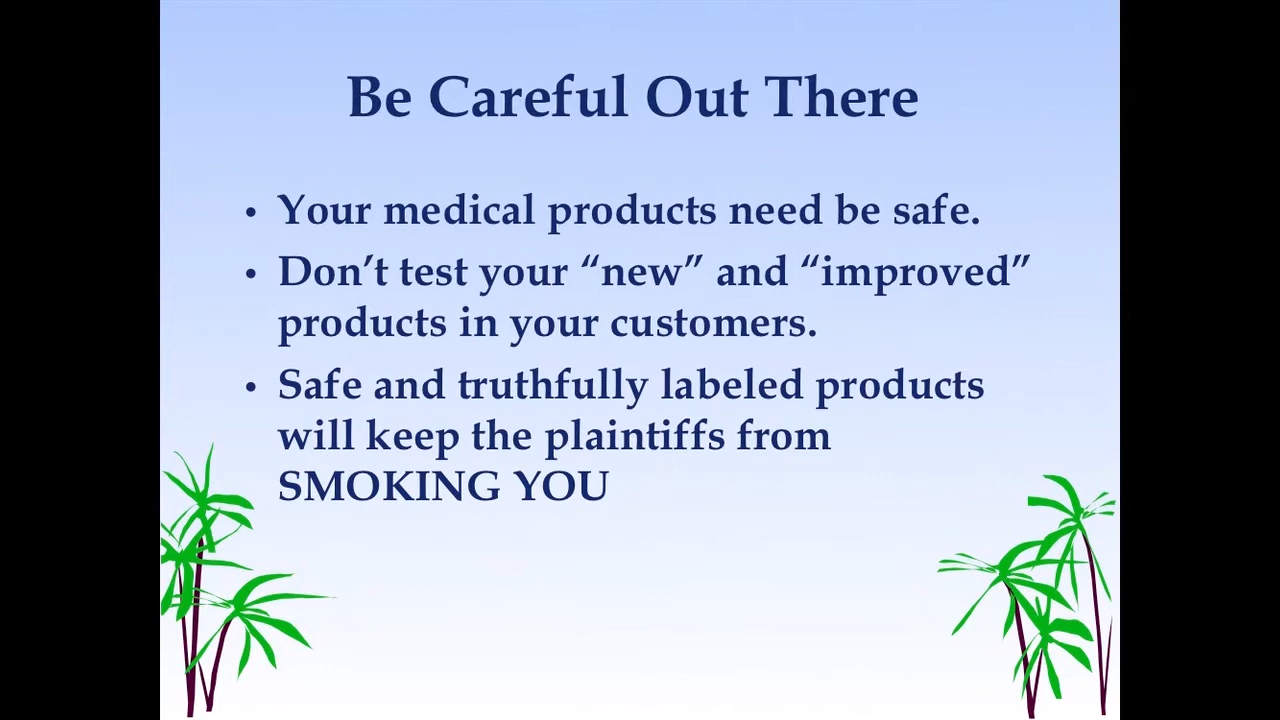 Be Careful Out There
• Your medical products need be safe.
• Don’t test your “new” and “improved”
products in your customers.
• Safe and truthfully labeled products
will keep the plaintiffs from
SMOKING YOU